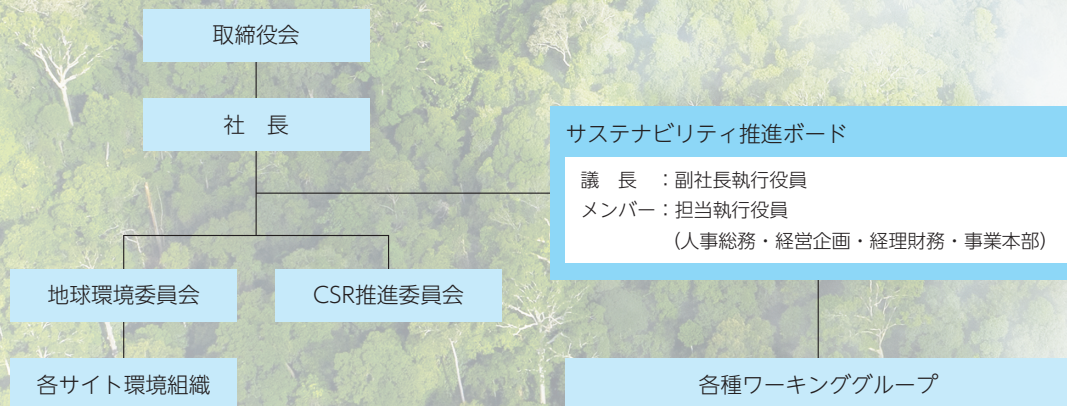 取締役会
社　長
サステナビリティ推進ボード
議　長　：副社長執行役員
メンバー：担当執行役員
（人事総務・経営企画・経理財務・事業本部）
地球環境委員会
CSR推進委員会
各サイト環境組織
各種ワーキンググループ